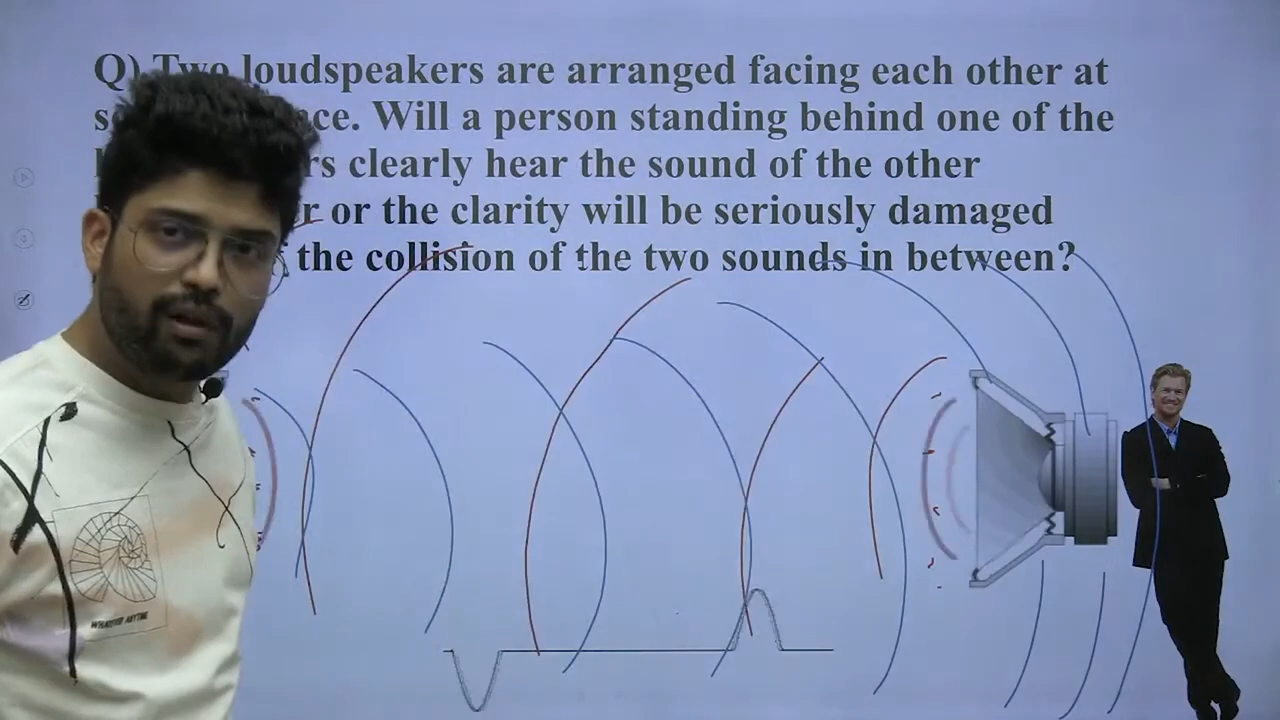 Q) Two loudspeakers are arranged facing each other at
ce. Will a person standing behind one of the
rs clearly hear the sound of the other
r or the clarity will be seriously damaged
the collision of the two sounds in between?
WHATEVER ANYTIME